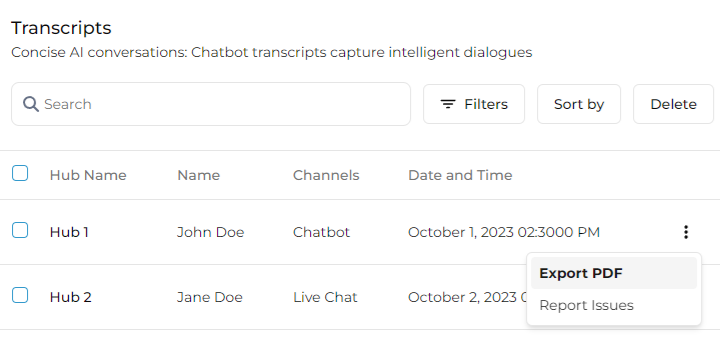 Transcripts
Concise AI conversations: Chatbot transcripts capture intelligent dialogues
Search
Filters
Sort by
Delete
Hub Name Name Channels Date and Time
Hub 1 John Doe Chatbot October 1, 2023 02:3000 PM
Export PDF
Hub 2 Jane Doe Live Chat October 2, 2023
Report Issues